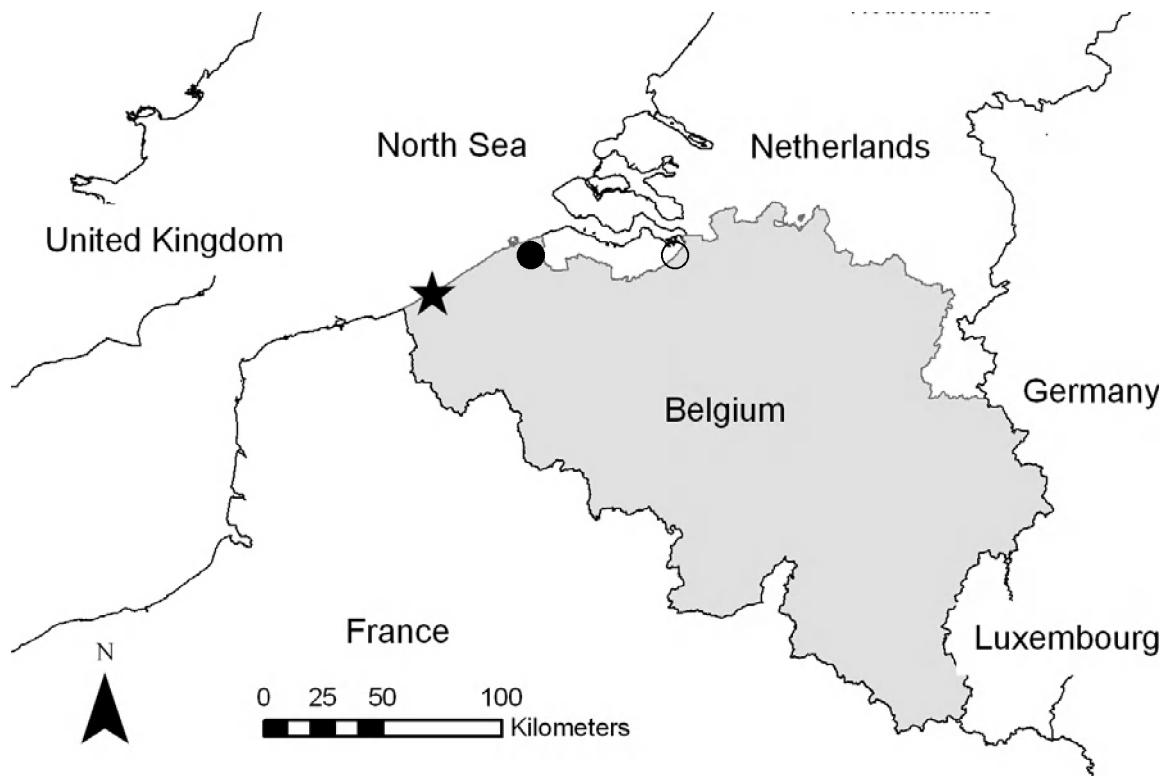 North Sea
Netherlands
United Kingdom
Belgium
Germany
France
Luxembourg
N
0 25 50 100
Kilometers